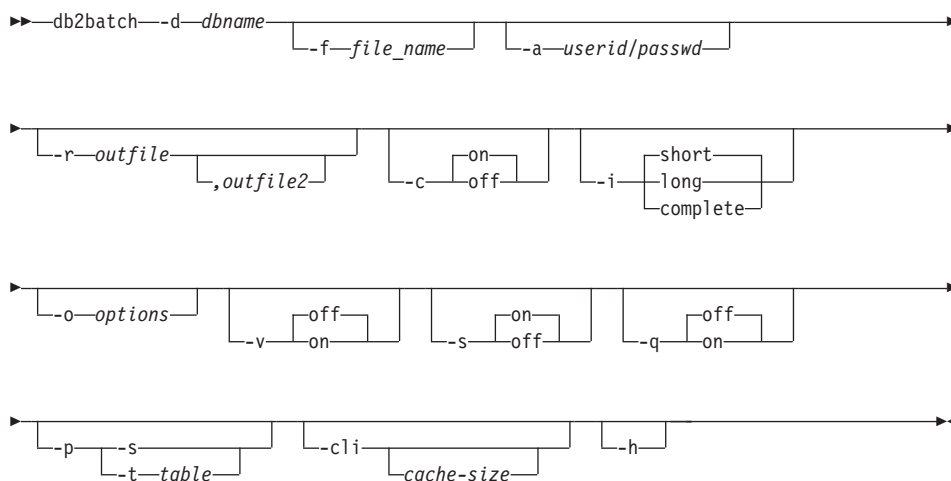 db2batch -d dbname
-f file_name -a userid/passwd
-r outfile ,outfile2 -c on off -i short long complete
-o options -v off on -s on off -q off on
-p -s -t table -cli cache-size -h